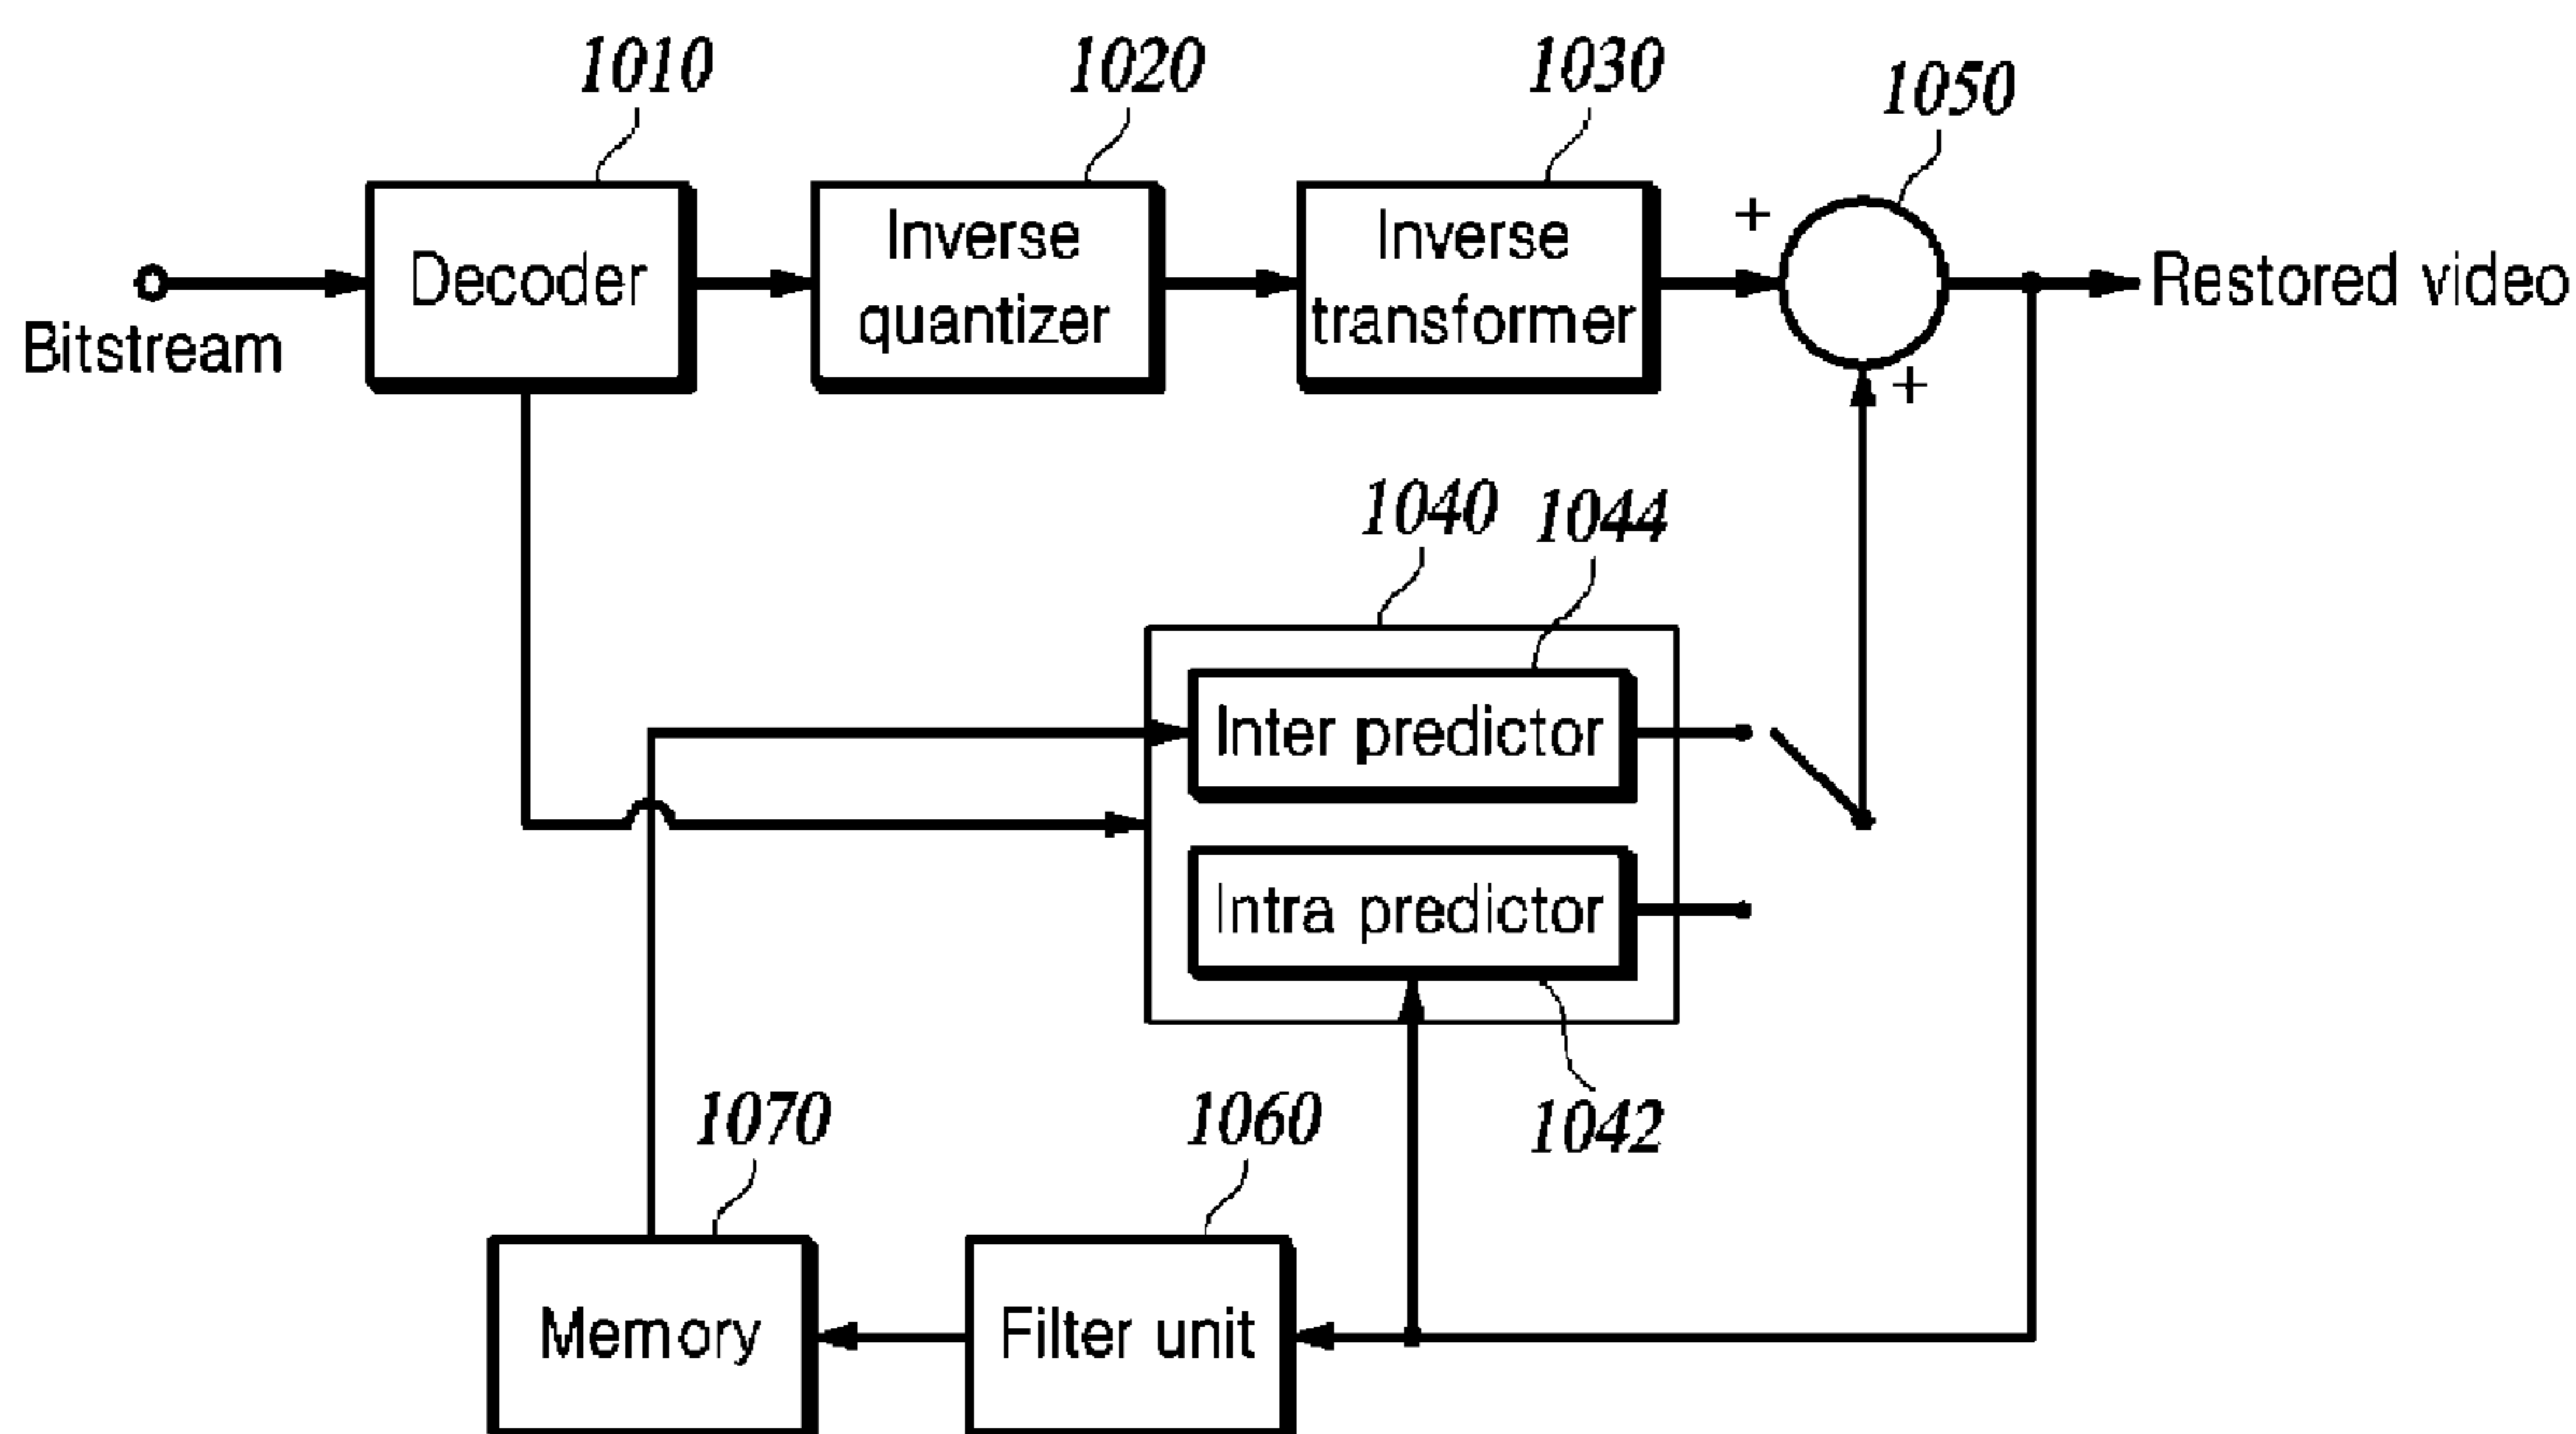 1010
1020
1030
1050
+
Bitstream
Decoder
Inverse
quantizer
Inverse
transformer
Restored video
+
1040
1044
Inter predictor
Intra predictor
1042
1070
1060
Memory
Filter unit